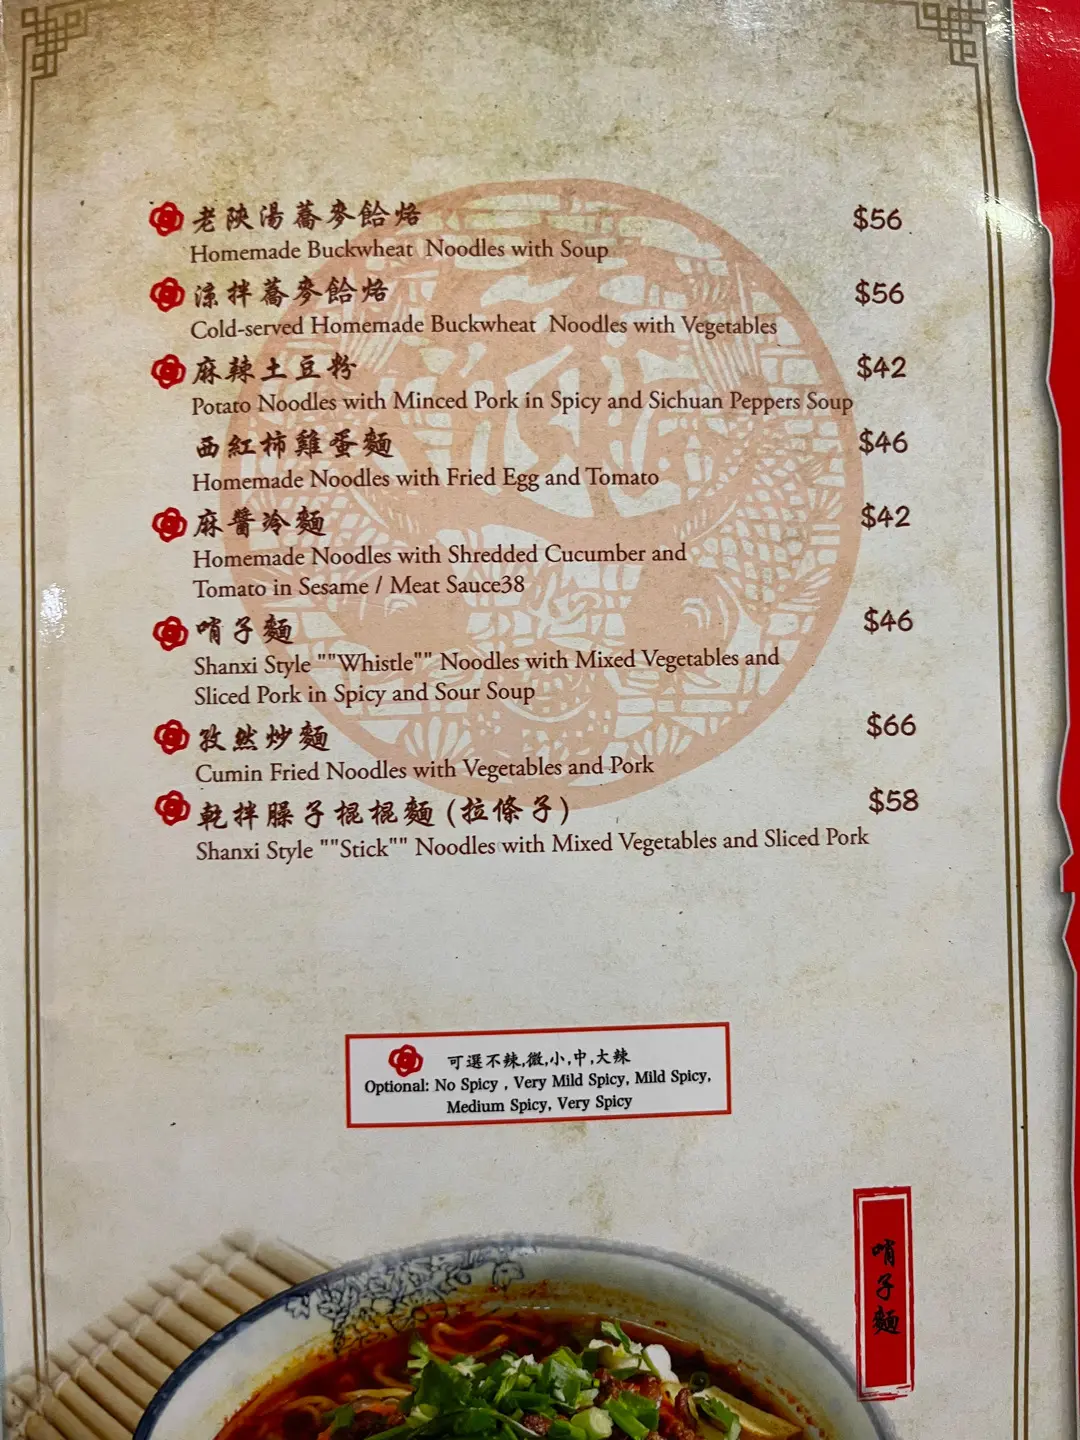 老陝湯蕎麥餄烙 $56
Homemade Buckwheat Noodles with Soup
涼拌蕎麥餄烙 $56
Cold-served Homemade Buckwheat Noodles with Vegetables
麻辣土豆粉 $42
Potato Noodles with Minced Pork in Spicy and Sichuan Peppers Soup
西紅柿雞蛋麵 $46
Homemade Noodles with Fried Egg and Tomato
麻醬冷麵 $42
Homemade Noodles with Shredded Cucumber and
Tomato in Sesame / Meat Sauce38
哨子麵 $46
Shanxi Style ""Whistle"" Noodles with Mixed Vegetables and
Sliced Pork in Spicy and Sour Soup
孜然炒麵 $66
Cumin Fried Noodles with Vegetables and Pork
乾拌臊子棍棍麵(拉條子) $58
Shanxi Style ""Stick"" Noodles with Mixed Vegetables and Sliced Pork
可選不辣,微,小,中,大辣
Optional: No Spicy , Very Mild Spicy, Mild Spicy,
Medium Spicy, Very Spicy
哨子麵